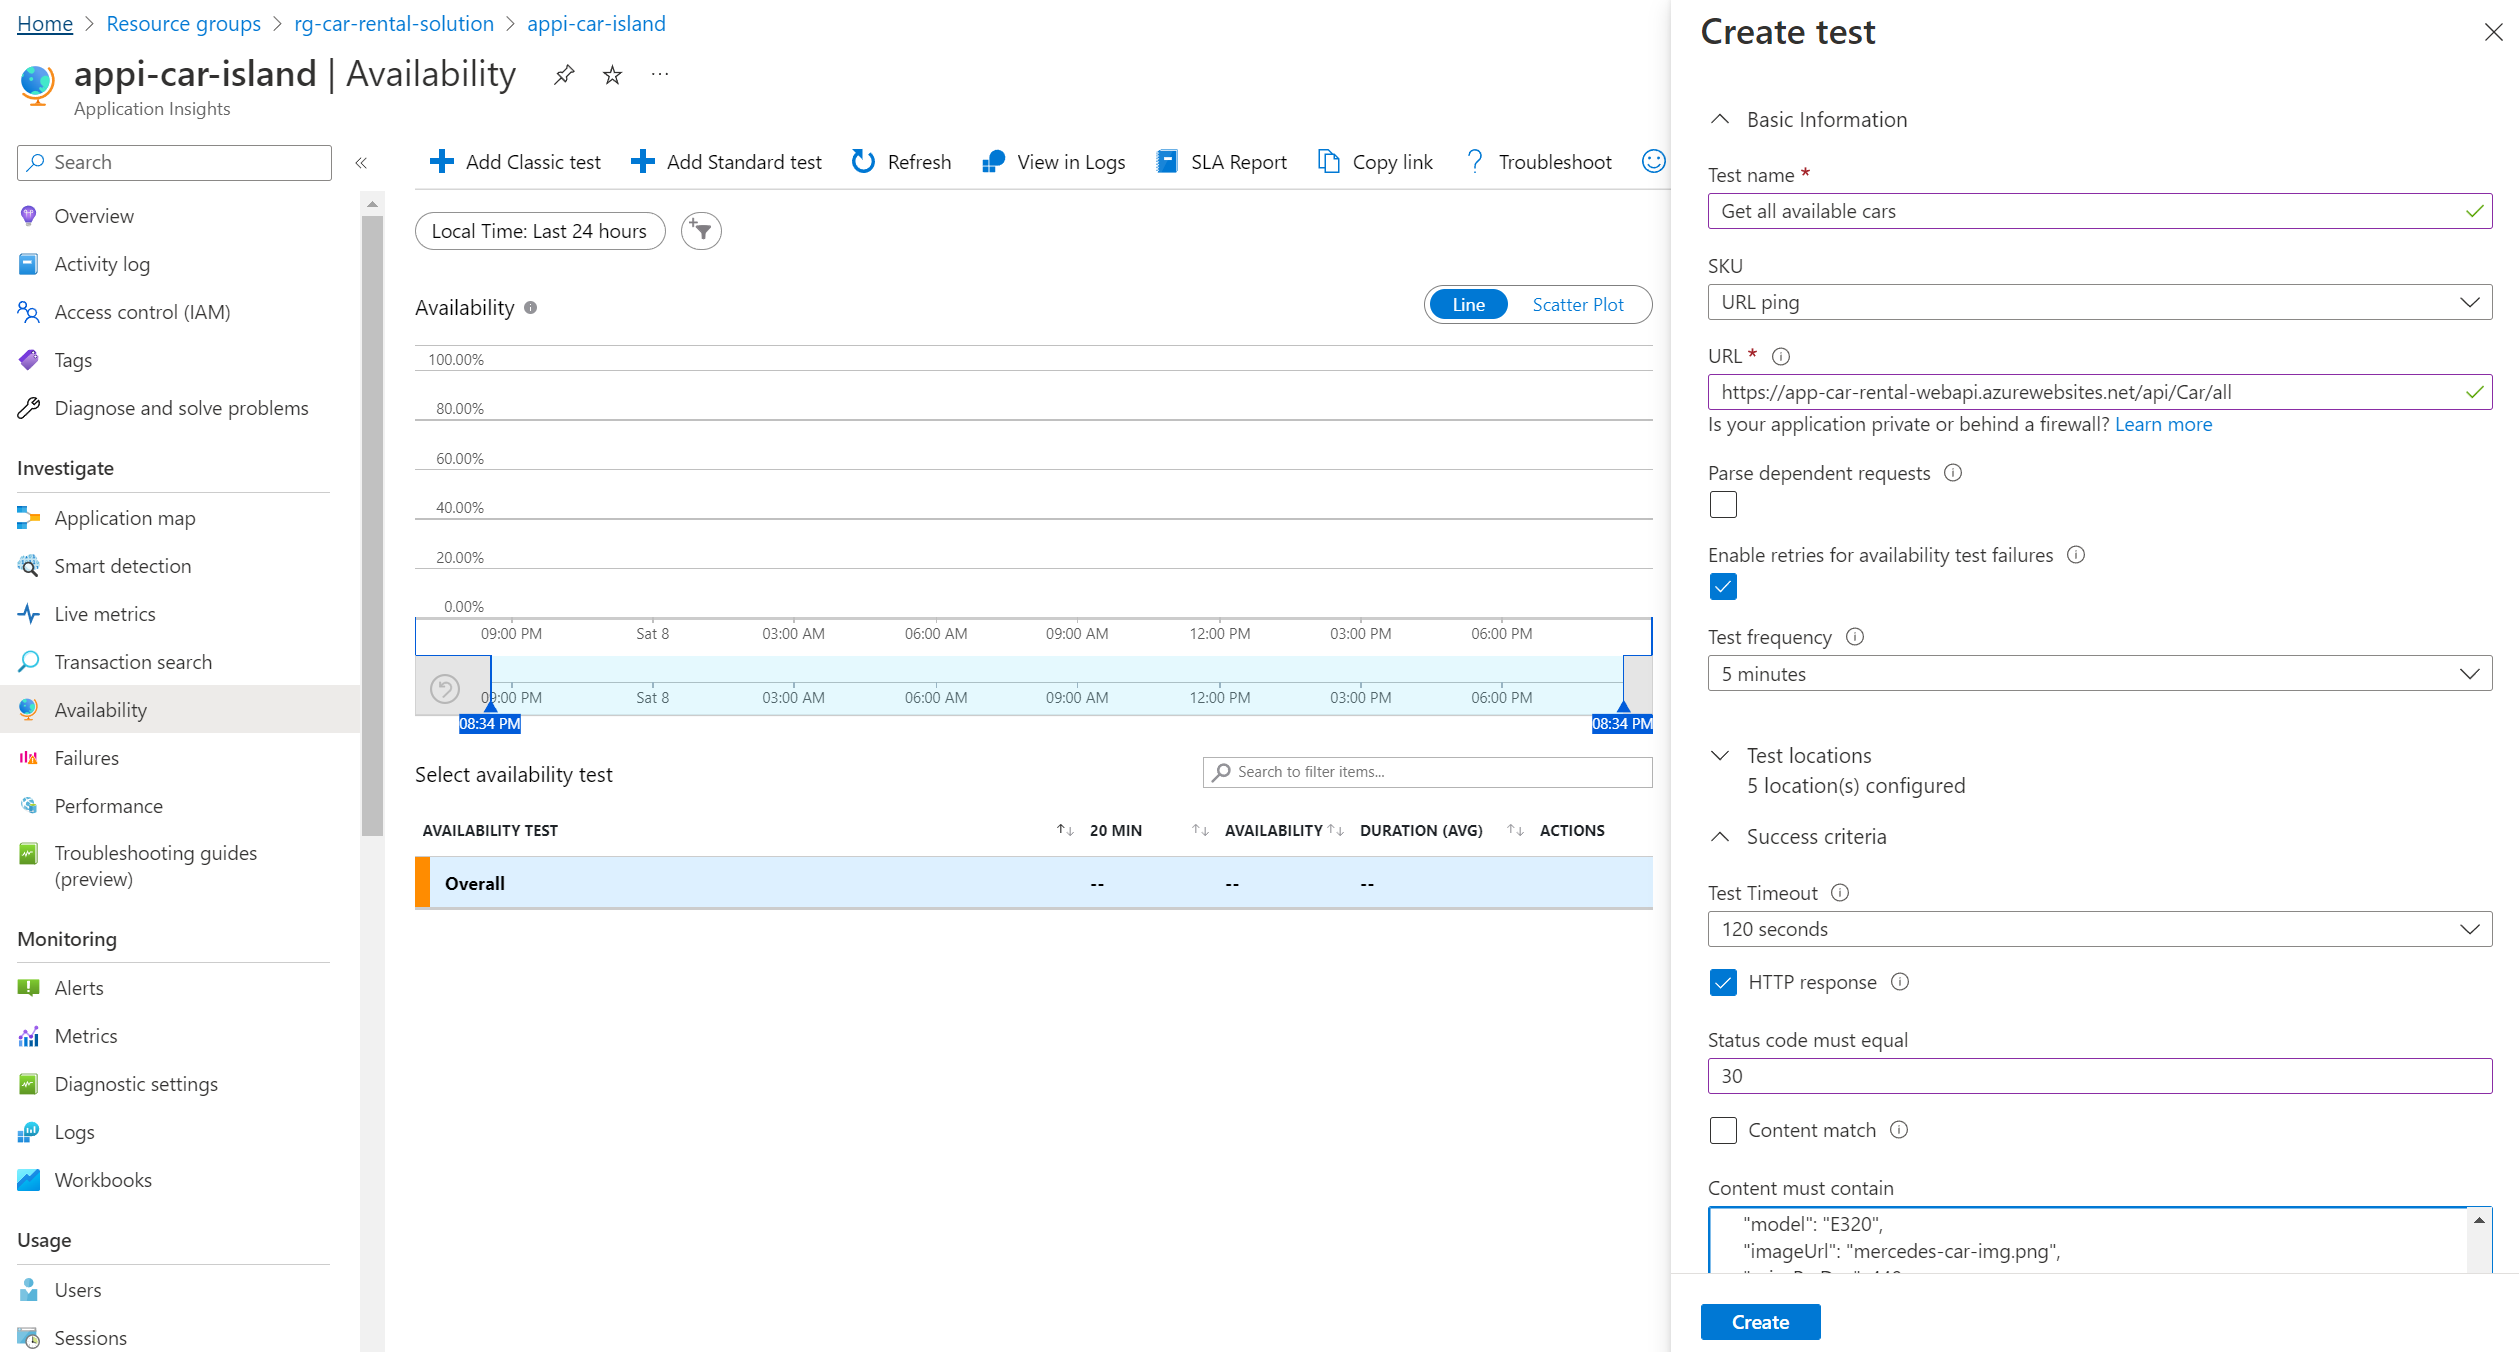 Home > Resource groups > rg-car-rental-solution > appi-car-island
appi-car-island | Availability
Application Insights
Search
Overview
Activity log
Access control (IAM)
Tags
Diagnose and solve problems
Investigate
Application map
Smart detection
Live metrics
Transaction search
Availability
Failures
Performance
Troubleshooting guides
(preview)
Monitoring
Alerts
Metrics
Diagnostic settings
Logs
Workbooks
Usage
Users
Sessions
Add Classic test Add Standard test Refresh View in Logs SLA Report Copy link Troubleshoot
Local Time: Last 24 hours
Availability
Line Scatter Plot
100.00%
80.00%
60.00%
40.00%
20.00%
0.00%
09:00 PM Sat 8 03:00 AM 06:00 AM 09:00 AM 12:00 PM 03:00 PM 06:00 PM
09:00 PM Sat 8 03:00 AM 06:00 AM 09:00 AM 12:00 PM 03:00 PM 06:00 PM
08:34 PM 08:34 PM
Select availability test
Search to filter items...
AVAILABILITY TEST 20 MIN AVAILABILITY DURATION (AVG) ACTIONS
Overall -- -- --
Create test
Basic Information
Test name *
Get all available cars
SKU
URL ping
URL *
https://app-car-rental-webapi.azurewebsites.net/api/Car/all
Is your application private or behind a firewall? Learn more
Parse dependent requests
Enable retries for availability test failures
Test frequency
5 minutes
Test locations
5 location(s) configured
Success criteria
Test Timeout
120 seconds
HTTP response
Status code must equal
30
Content match
Content must contain
"model": "E320",
"imageUrl": "mercedes-car-img.png",
Create